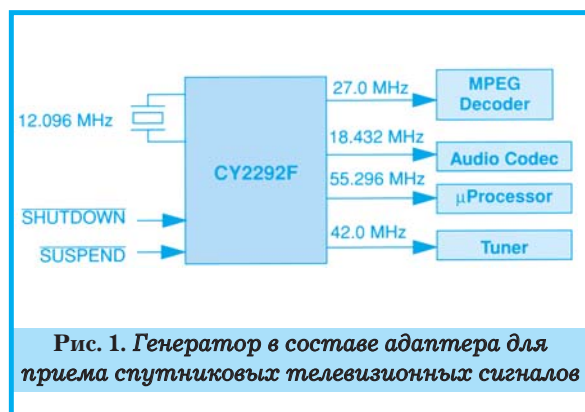 27.0 MHz
MPEG
Decoder
12.096 MHz
18.432 MHz
Audio Codec
CY2292F
55.296 MHz
µProcessor
SHUTDOWN
42.0 MHz
Tuner
SUSPEND
Рис. 1. Генератор в составе адаптера для
приема спутниковых телевизионных сигналов